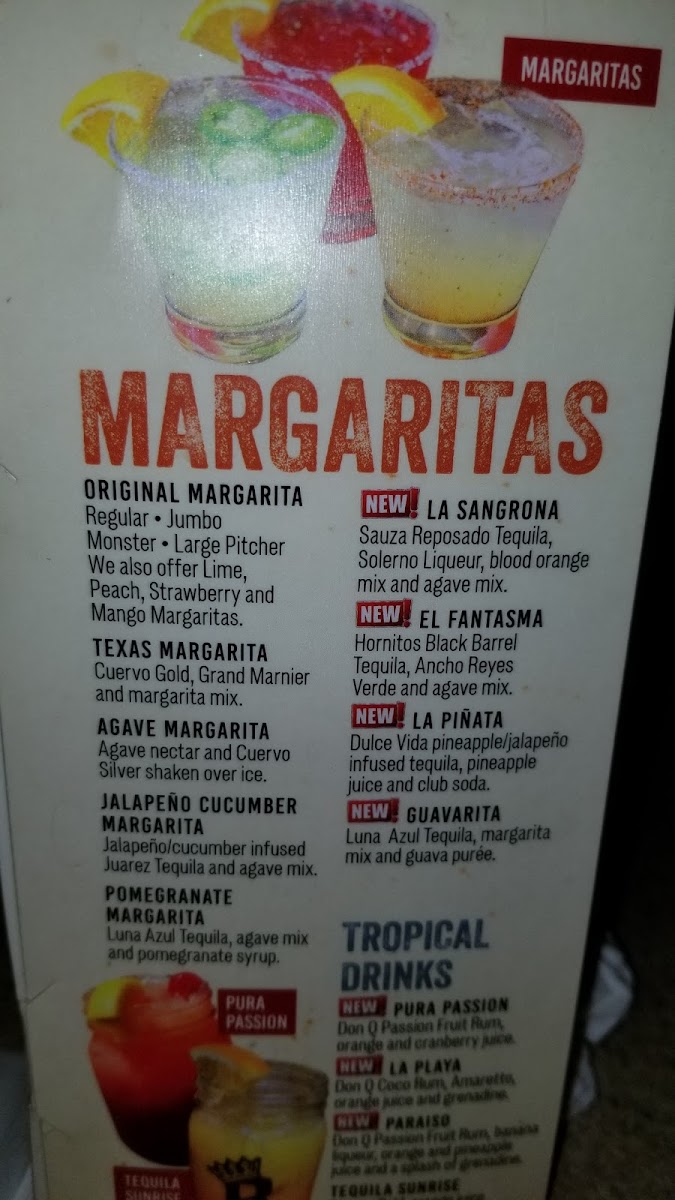 MARGARITAS
MARGARITAS
ORIGINAL MARGARITA
Regular • Jumbo
Monster • Large Pitcher
We also offer Lime,
Peach, Strawberry and
Mango Margaritas.
TEXAS MARGARITA
Cuervo Gold, Grand Marnier
and margarita mix.
AGAVE MARGARITA
Agave nectar and Cuervo
Silver shaken over ice.
JALAPEÑO CUCUMBER
MARGARITA
Jalapeño/cucumber infused
Juarez Tequila and agave mix.
POMEGRANATE
MARGARITA
Luna Azul Tequila, agave mix
and pomegranate syrup.
NEW! LA SANGRONA
Sauza Reposado Tequila,
Solerno Liqueur, blood orange
mix and agave mix.
NEW! EL FANTASMA
Hornitos Black Barrel
Tequila, Ancho Reyes
Verde and agave mix.
NEW! LA PIÑATA
Dulce Vida pineapple/jalapeño
infused tequila, pineapple
juice and club soda.
NEW! GUAVARITA
Luna Azul Tequila, margarita
mix and guava purée.
TROPICAL
DRINKS
NEW! PURA PASSION
Don Q Passion Fruit Rum,
orange and cranberry juice.
NEW! LA PLAYA
Don Q Coco Rum, Amaretto,
orange juice and grenadine.
NEW! PARAISO
Don Q Passion Fruit Rum, banana
liqueur, orange and pineapple
juice and a splash of grenadine.
TEQUILA SUNRISE
PURA
PASSION
TEQUILA
SUNRISE